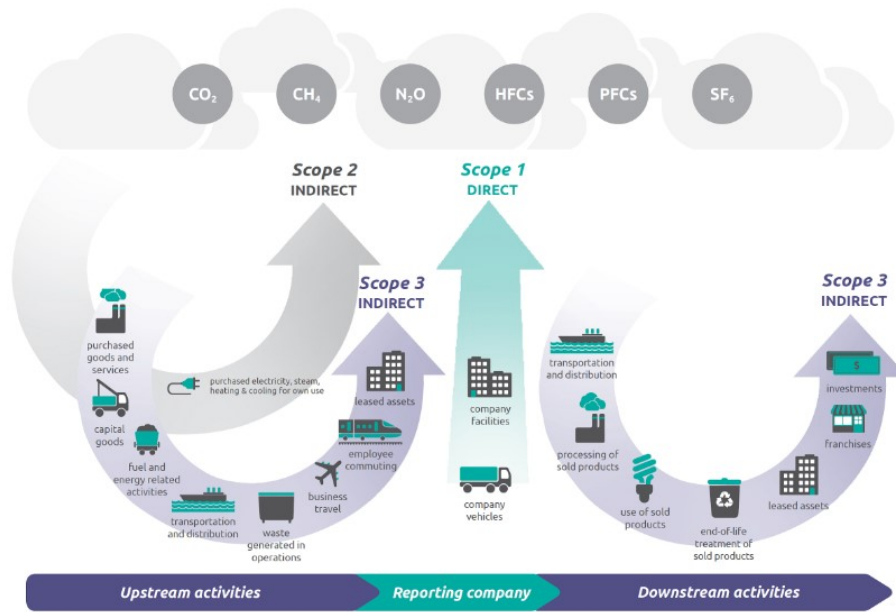 CO₂
CH₄
N₂O
HFCs
PFCs
SF₆
Scope 2
INDIRECT
Scope 1
DIRECT
Scope 3
INDIRECT
Scope 3
INDIRECT
purchased
goods and
services
capital
goods
fuel and
energy related
activities
transportation
and distribution
waste
generated in
operations
business
travel
employee
commuting
leased assets
purchased electricity, steam,
heating & cooling for own use
company
facilities
company
vehicles
transportation
and distribution
processing of
sold products
use of sold
products
end-of-life
treatment of
sold products
leased assets
franchises
investments
$
Upstream activities
Reporting company
Downstream activities